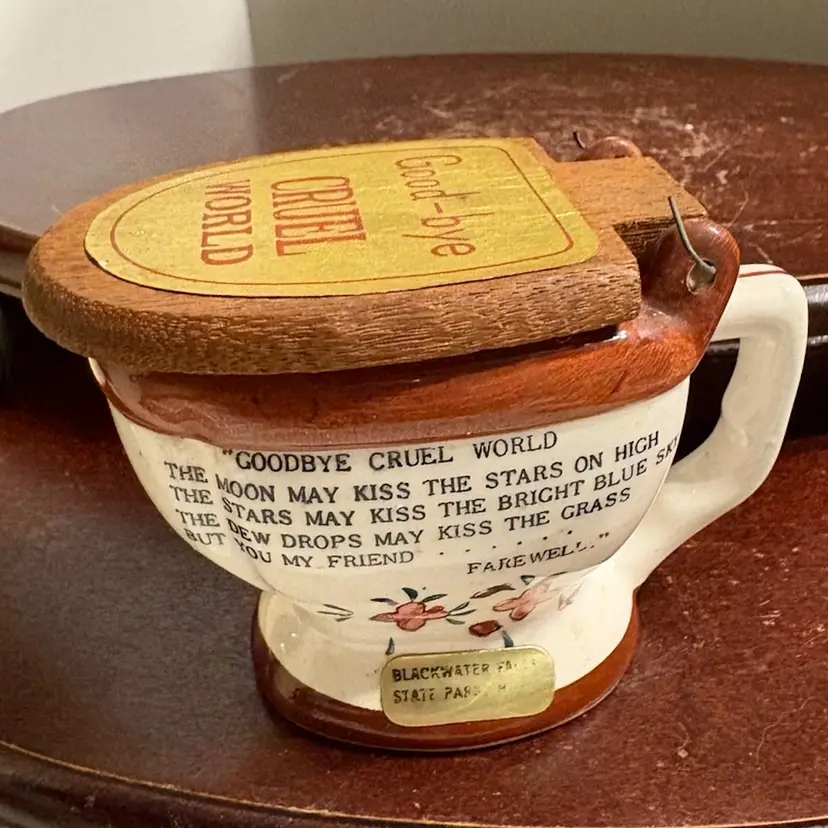 Good-bye
CRUEL
WORLD
"GOODBYE CRUEL WORLD
THE MOON MAY KISS THE STARS ON HIGH
THE STARS MAY KISS THE BRIGHT BLUE SKY
THE DEW DROPS MAY KISS THE GRASS
BUT YOU MY FRIEND . . . . . .
FAREWELL."
BLACKWATER FALLS
STATE PARK